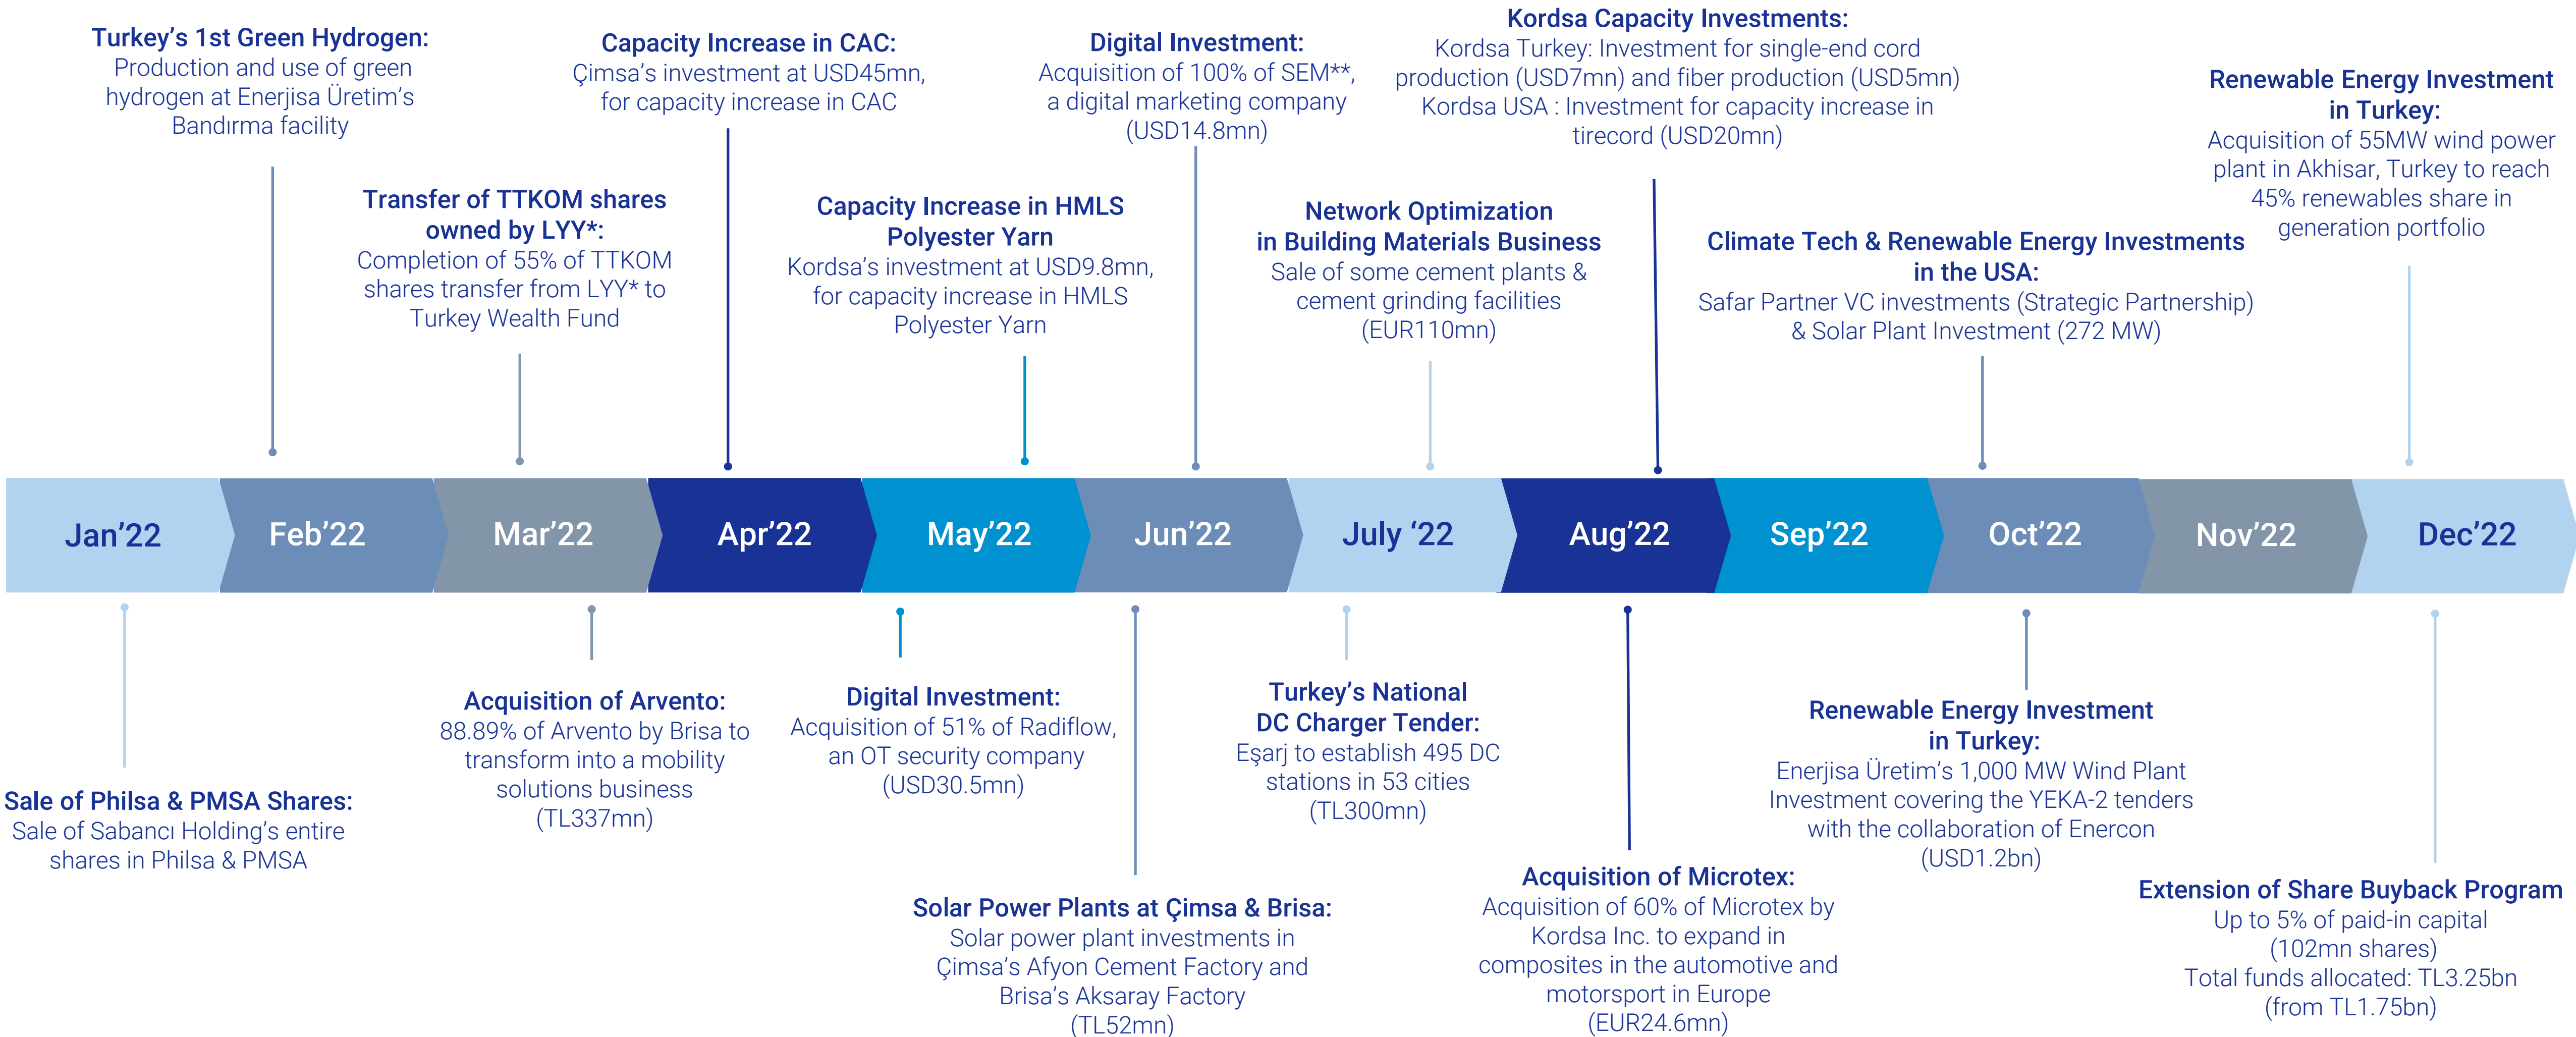 Turkey's 1st Green Hydrogen:
Production and use of green
hydrogen at Enerjisa Üretim's
Bandırma facility
Transfer of TTKOM shares
owned by LYY*:
Completion of 55% of TTKOM
shares transfer from LYY* to
Turkey Wealth Fund
Capacity Increase in CAC:
Çimsa's investment at USD45mn,
for capacity increase in CAC
Capacity Increase in HMLS
Polyester Yarn
Kordsa's investment at USD9.8mn,
for capacity increase in HMLS
Polyester Yarn
Digital Investment:
Acquisition of 100% of SEM**,
a digital marketing company
(USD14.8mn)
Network Optimization
in Building Materials Business
Sale of some cement plants &
cement grinding facilities
(EUR110mn)
Kordsa Capacity Investments:
Kordsa Turkey: Investment for single-end cord
production (USD7mn) and fiber production (USD5mn)
Kordsa USA : Investment for capacity increase in
tirecord (USD20mn)
Climate Tech & Renewable Energy Investments
in the USA:
Safar Partner VC investments (Strategic Partnership)
& Solar Plant Investment (272 MW)
Renewable Energy Investment
in Turkey:
Acquisition of 55MW wind power
plant in Akhisar, Turkey to reach
45% renewables share in
generation portfolio
Jan'22
Feb'22
Mar'22
Apr'22
May'22
Jun'22
July ‘22
Aug'22
Sep'22
Oct'22
Nov'22
Dec'22
Sale of Philsa & PMSA Shares:
Sale of Sabancı Holding's entire
shares in Philsa & PMSA
Acquisition of Arvento:
88.89% of Arvento by Brisa to
transform into a mobility
solutions business
(TL337mn)
Digital Investment:
Acquisition of 51% of Radiflow,
an OT security company
(USD30.5mn)
Solar Power Plants at Çimsa & Brisa:
Solar power plant investments in
Çimsa's Afyon Cement Factory and
Brisa's Aksaray Factory
(TL52mn)
Turkey's National
DC Charger Tender:
Eşarj to establish 495 DC
stations in 53 cities
(TL300mn)
Acquisition of Microtex:
Acquisition of 60% of Microtex by
Kordsa Inc. to expand in
composites in the automotive and
motorsport in Europe
(EUR24.6mn)
Renewable Energy Investment
in Turkey:
Enerjisa Üretim's 1,000 MW Wind Plant
Investment covering the YEKA-2 tenders
with the collaboration of Enercon
(USD1.2bn)
Extension of Share Buyback Program
Up to 5% of paid-in capital
(102mn shares)
Total funds allocated: TL3.25bn
(from TL1.75bn)